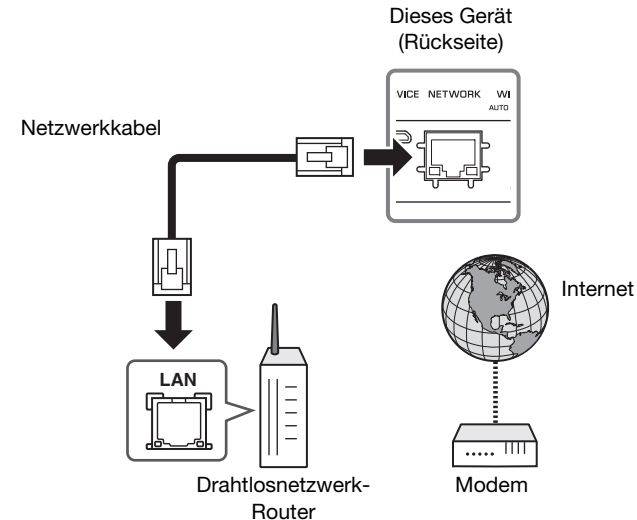 Dieses Gerät
(Rückseite)
VICE NETWORK WI
AUTO
Netzwerkkabel
Internet
LAN
Drahtlosnetzwerk-
Router
Modem